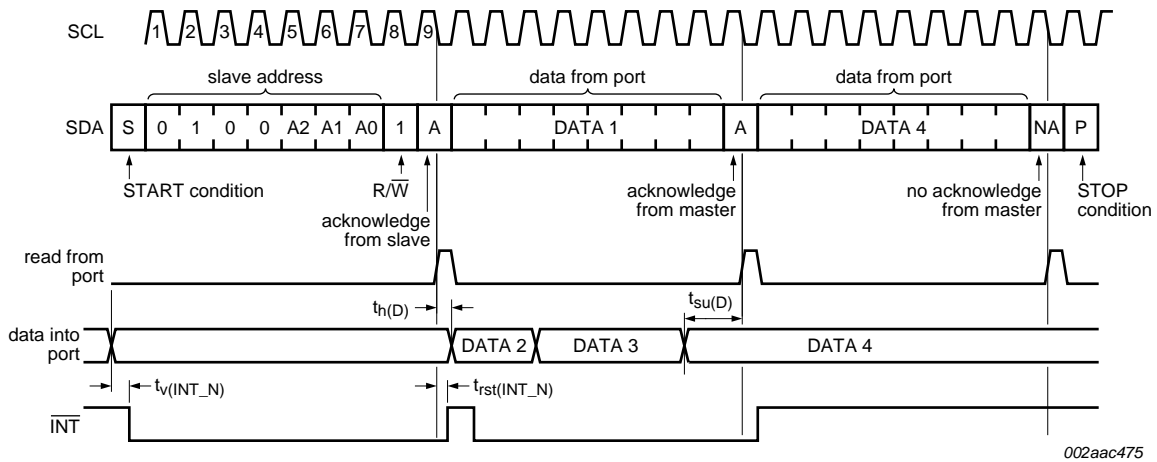 SCL 1 2 3 4 5 6 7 8 9
slave address data from port data from port
SDA S 0 1 0 0 A2 A1 A0 1 A DATA 1 A DATA 4 NA P
START condition R/W̅ acknowledge from slave acknowledge from master no acknowledge from master STOP condition
read from port
th(D) tsu(D)
data into port DATA 2 DATA 3 DATA 4
tv(INT_N) trst(INT_N)
I̅N̅T̅
002aac475